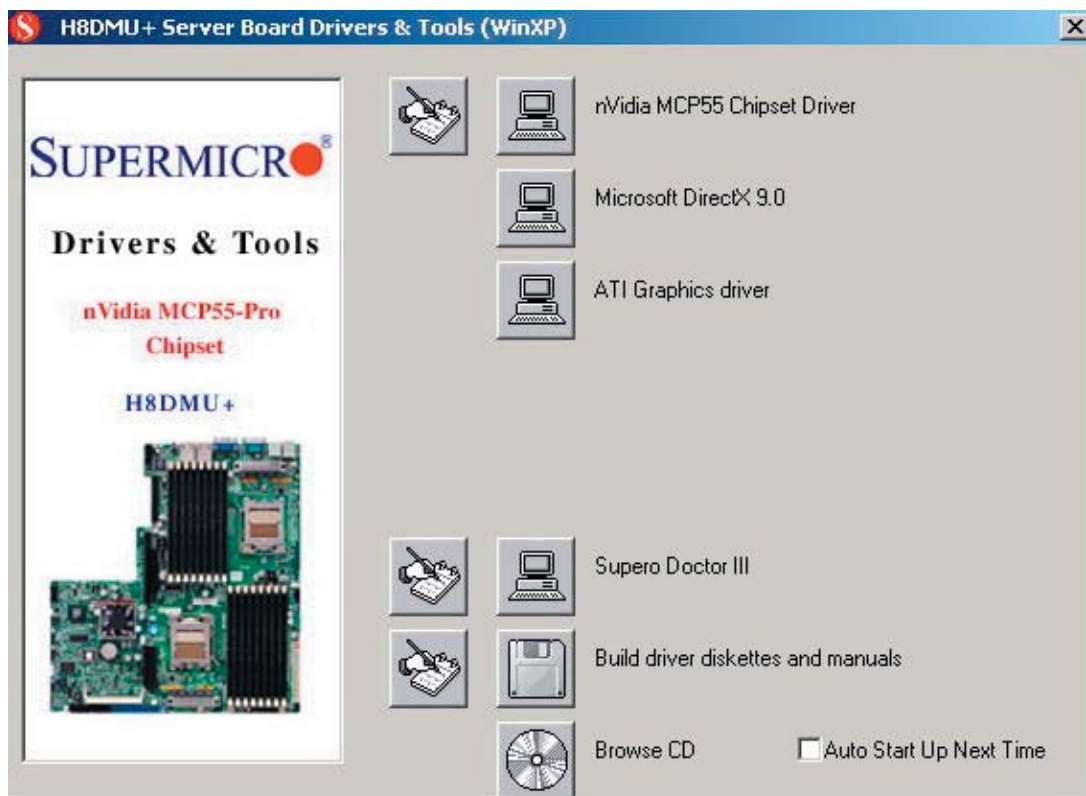 H8DMU+ Server Board Drivers & Tools (WinXP)
SUPERMICRO®
Drivers & Tools
nVidia MCP55-Pro
Chipset
H8DMU+
nVidia MCP55 Chipset Driver
Microsoft DirectX 9.0
ATI Graphics driver
Supero Doctor III
Build driver diskettes and manuals
Browse CD
Auto Start Up Next Time